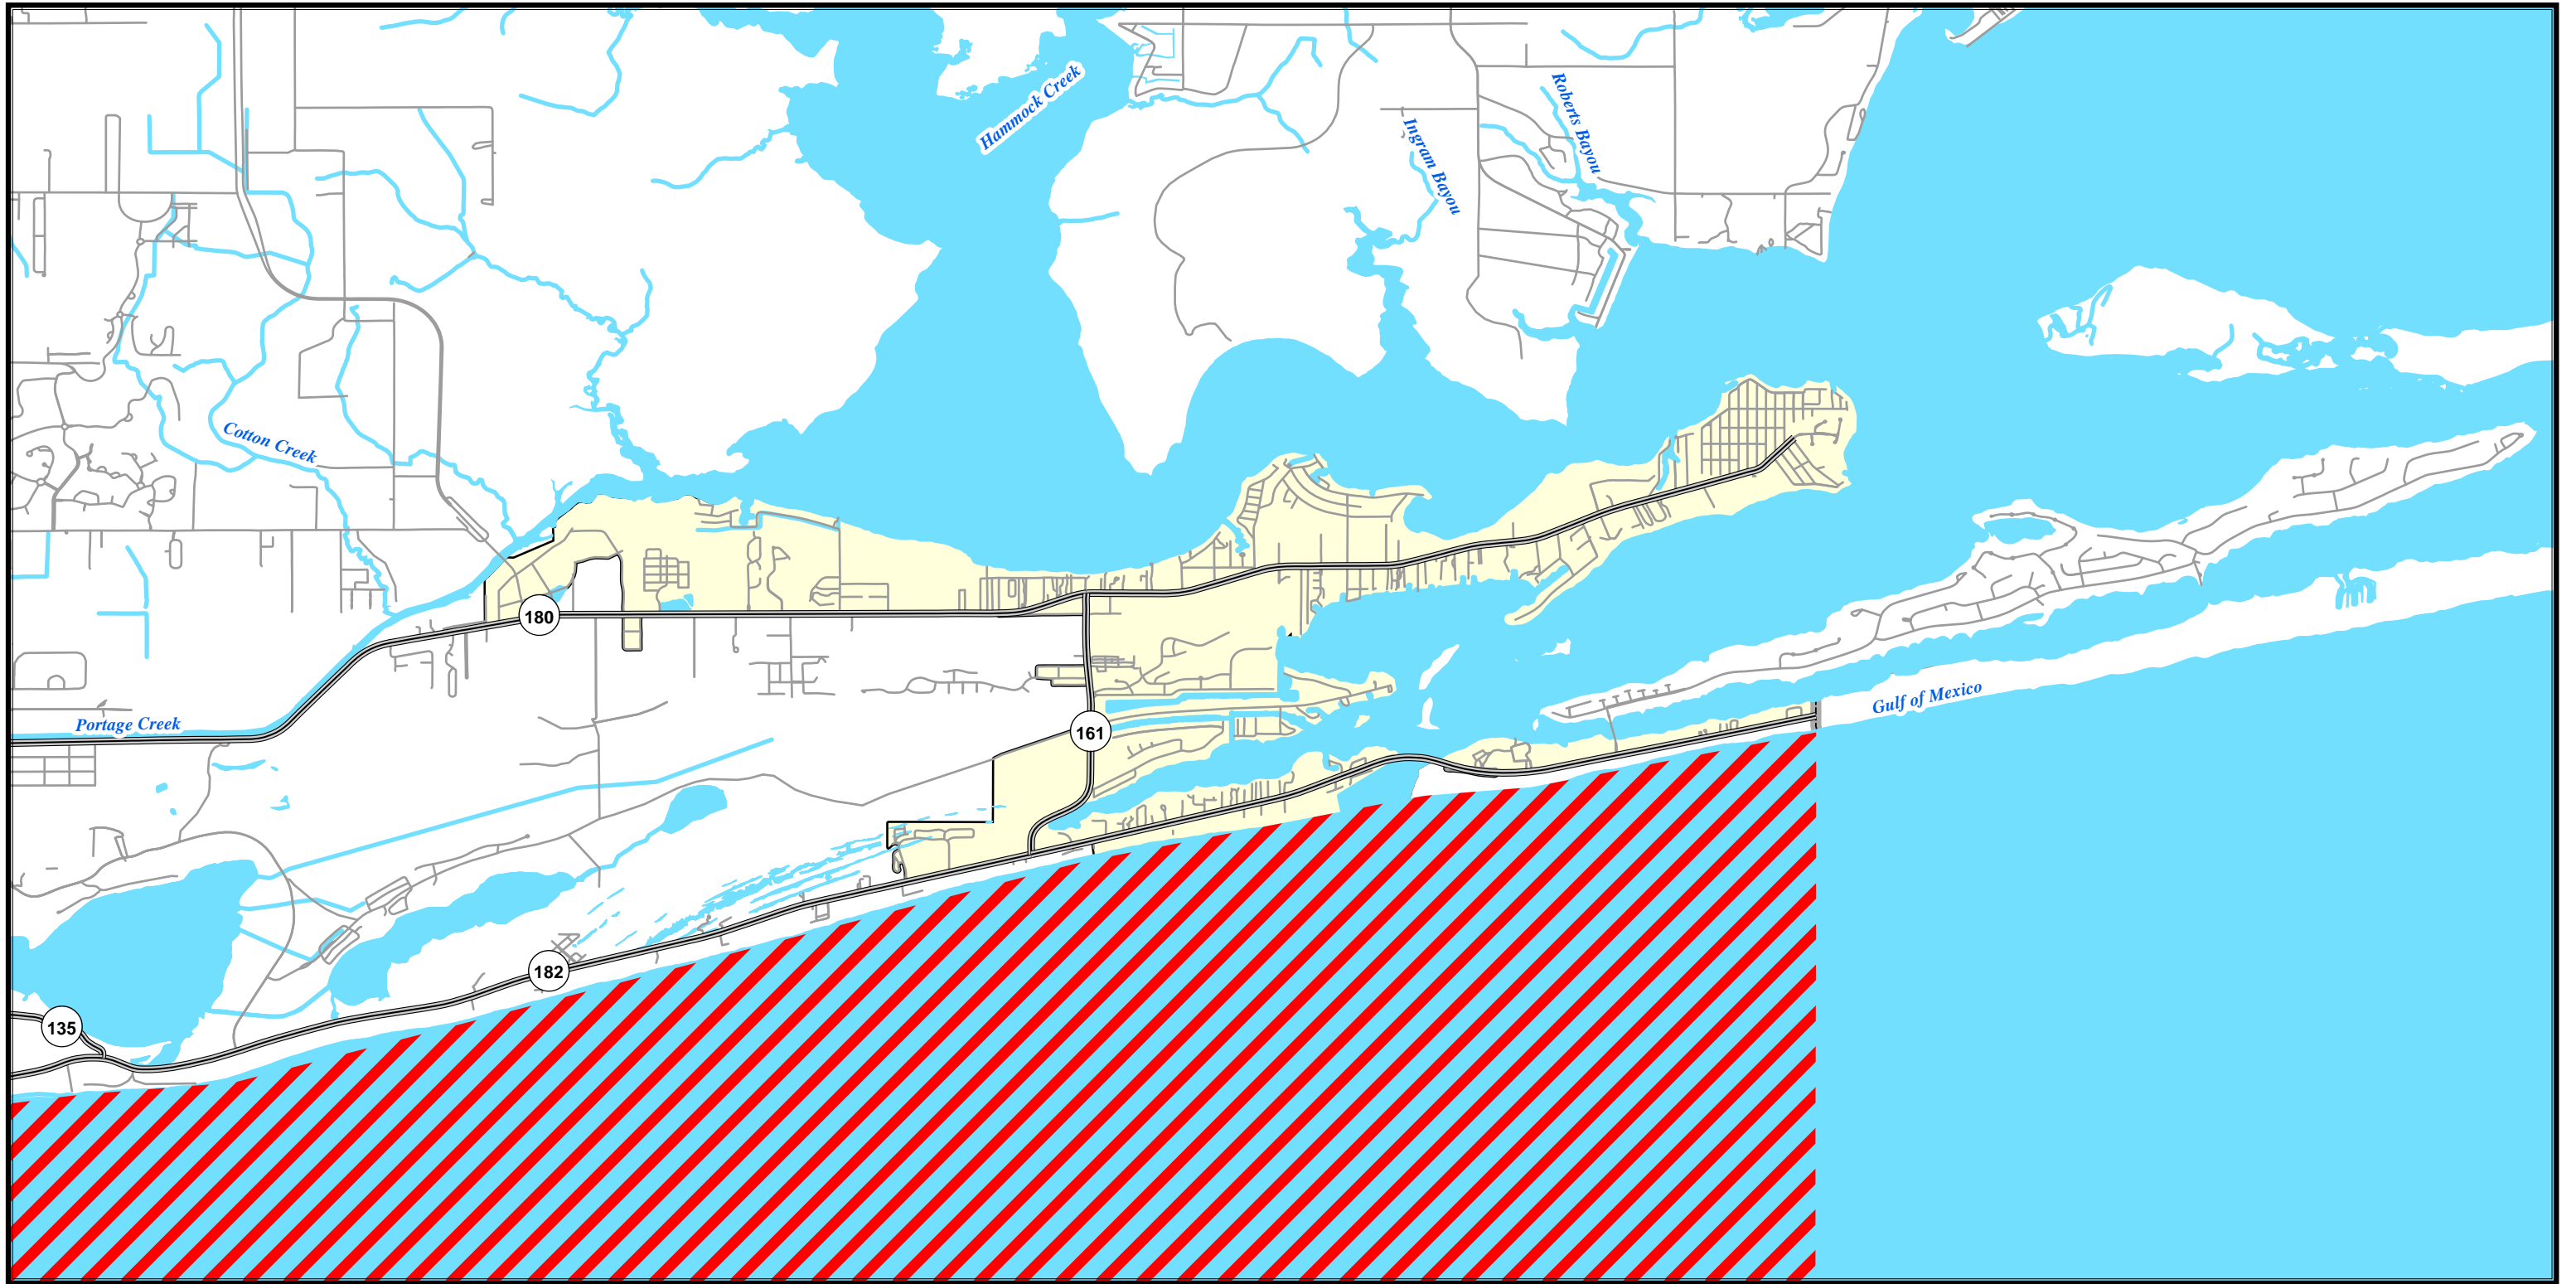 Hammock Creek
Roberts Bayou
Ingram Bayou
Cotton Creek
180
Portage Creek
Gulf of Mexico
161
182
135